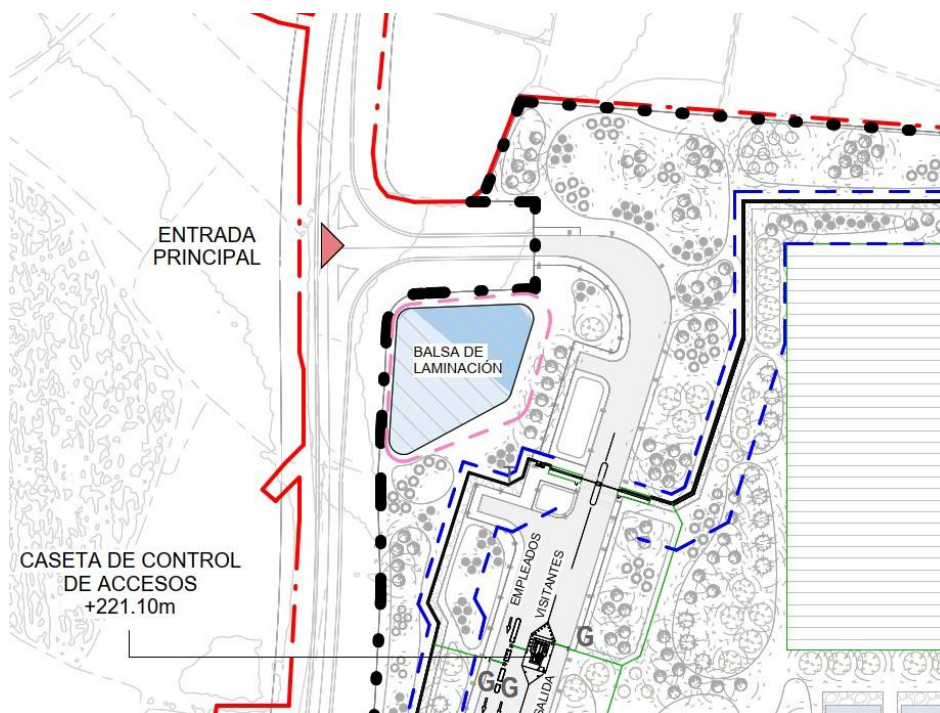 ENTRADA
PRINCIPAL
BALSA DE
LAMINACIÓN
CASETA DE CONTROL
DE ACCESOS
+221.10m
EMPLEADOS
VISITANTES
G
G
G
SALIDA